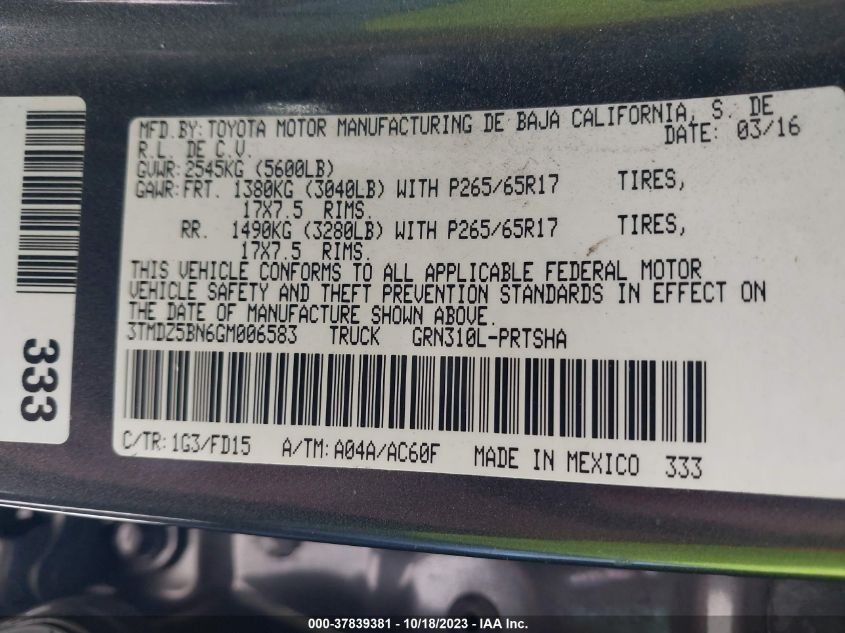 MFD.BY:TOYOTA MOTOR MANUFACTURING DE BAJA CALIFORNIA, S. DE
R.L. DE C.V. DATE: 03/16
GVWR:2545KG (5600LB)
GAWR:FRT. 1380KG (3040LB) WITH P265/65R17 TIRES,
17X7.5 RIMS.
RR. 1490KG (3280LB) WITH P265/65R17 TIRES,
17X7.5 RIMS.
THIS VEHICLE CONFORMS TO ALL APPLICABLE FEDERAL MOTOR
VEHICLE SAFETY AND THEFT PREVENTION STANDARDS IN EFFECT ON
THE DATE OF MANUFACTURE SHOWN ABOVE.
3TMDZ5BN6GM006583 TRUCK GRN310L-PRTSHA
C/TR:1G3/FD15 A/TM:A04A/AC60F MADE IN MEXICO 333
333
000-37839381 - 10/18/2023 - IAA Inc.